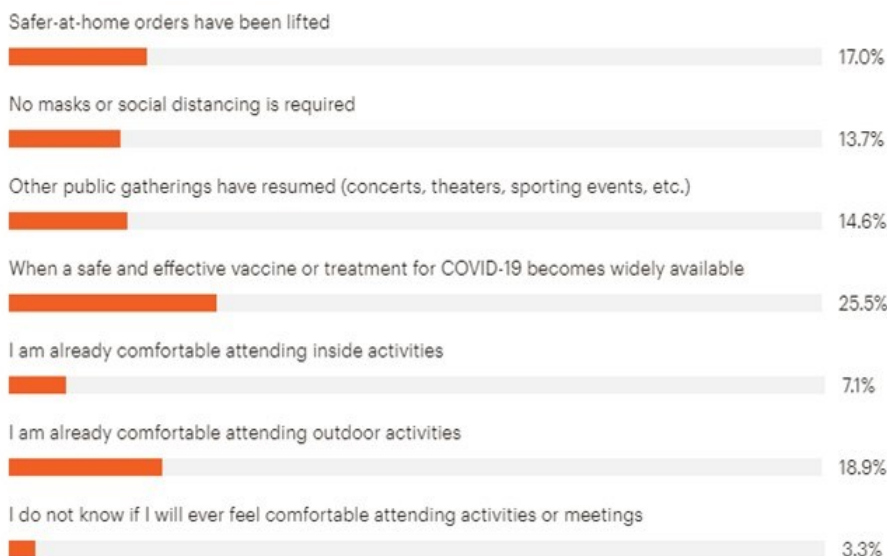 Safer-at-home orders have been lifted
17.0%
No masks or social distancing is required
13.7%
Other public gatherings have resumed (concerts, theaters, sporting events, etc.)
14.6%
When a safe and effective vaccine or treatment for COVID-19 becomes widely available
25.5%
I am already comfortable attending inside activities
7.1%
I am already comfortable attending outdoor activities
18.9%
I do not know if I will ever feel comfortable attending activities or meetings
3.3%